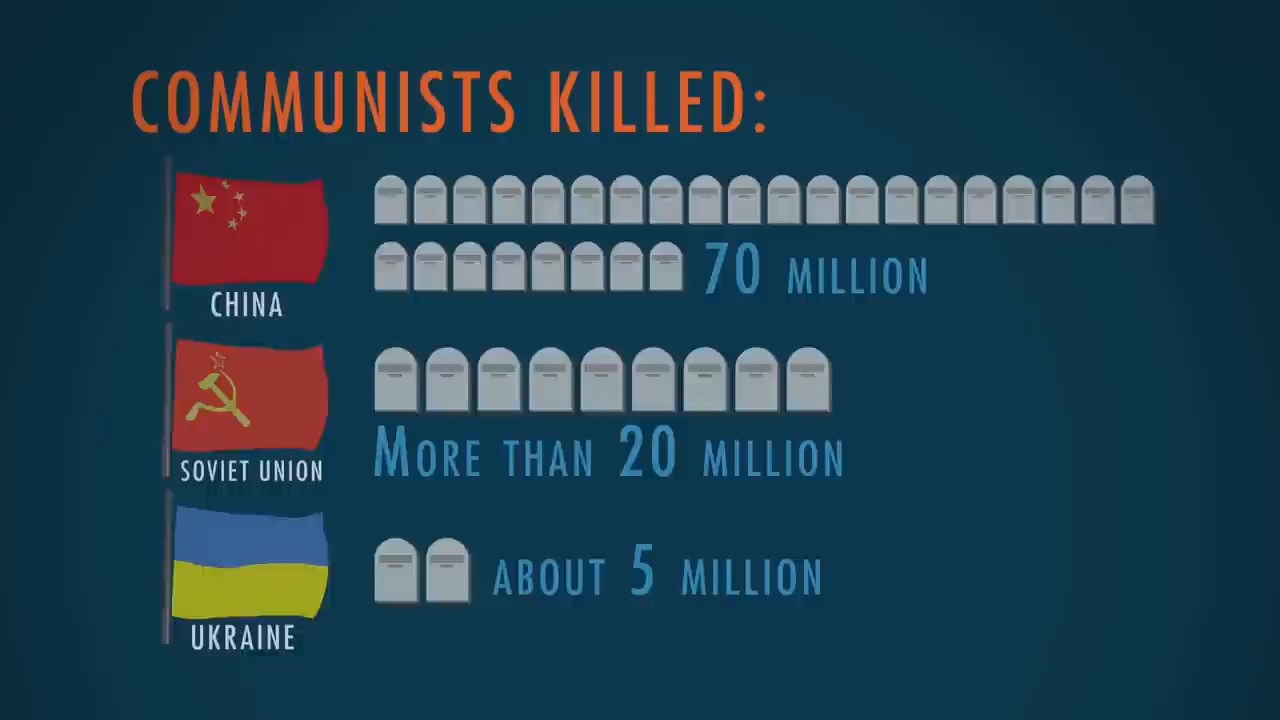 COMMUNISTS KILLED:
70 MILLION
CHINA
MORE THAN 20 MILLION
SOVIET UNION
ABOUT 5 MILLION
UKRAINE